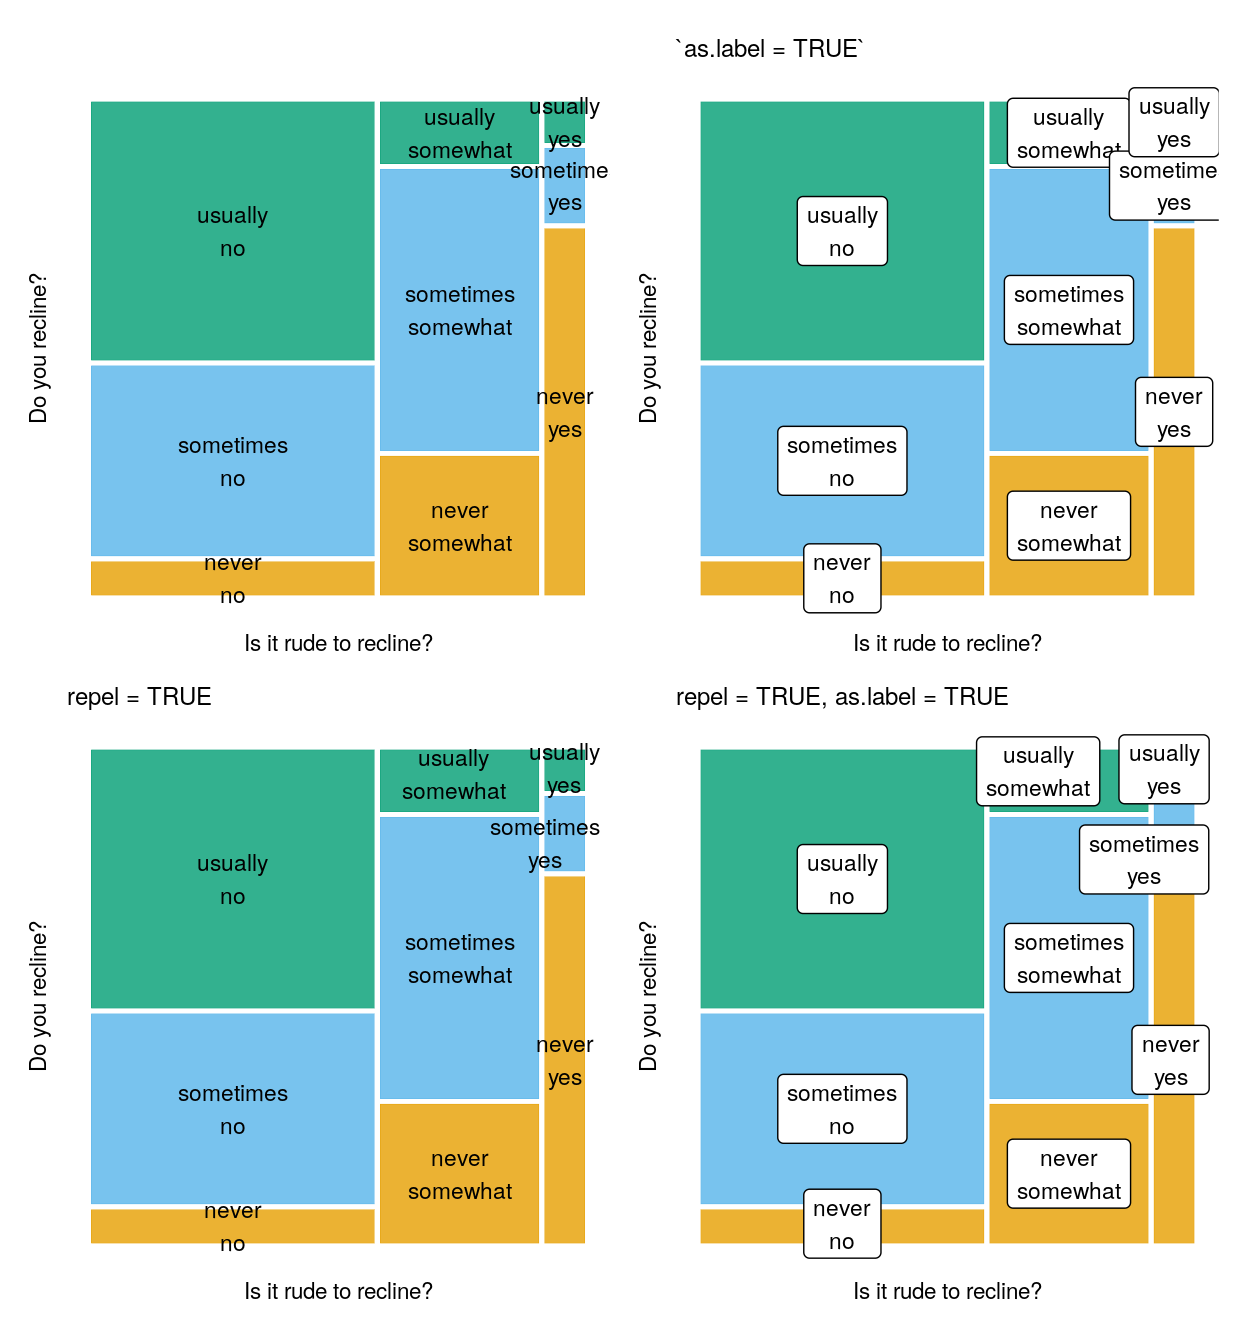 `as.label = TRUE`
Do you recline?
usually
no
sometimes
no
never
no
usually
somewhat
sometimes
somewhat
never
somewhat
usually
yes
sometime
yes
never
yes
Is it rude to recline?
Do you recline?
usually
no
sometimes
no
never
no
usually
somewhat
sometimes
somewhat
never
somewhat
usually
yes
sometime
yes
never
yes
Is it rude to recline?
repel = TRUE
Do you recline?
usually
no
sometimes
no
never
no
usually
somewhat
sometimes
somewhat
never
somewhat
usually
yes
sometimes
yes
never
yes
Is it rude to recline?
repel = TRUE, as.label = TRUE
Do you recline?
usually
no
sometimes
no
never
no
usually
somewhat
sometimes
somewhat
never
somewhat
usually
yes
sometimes
yes
never
yes
Is it rude to recline?